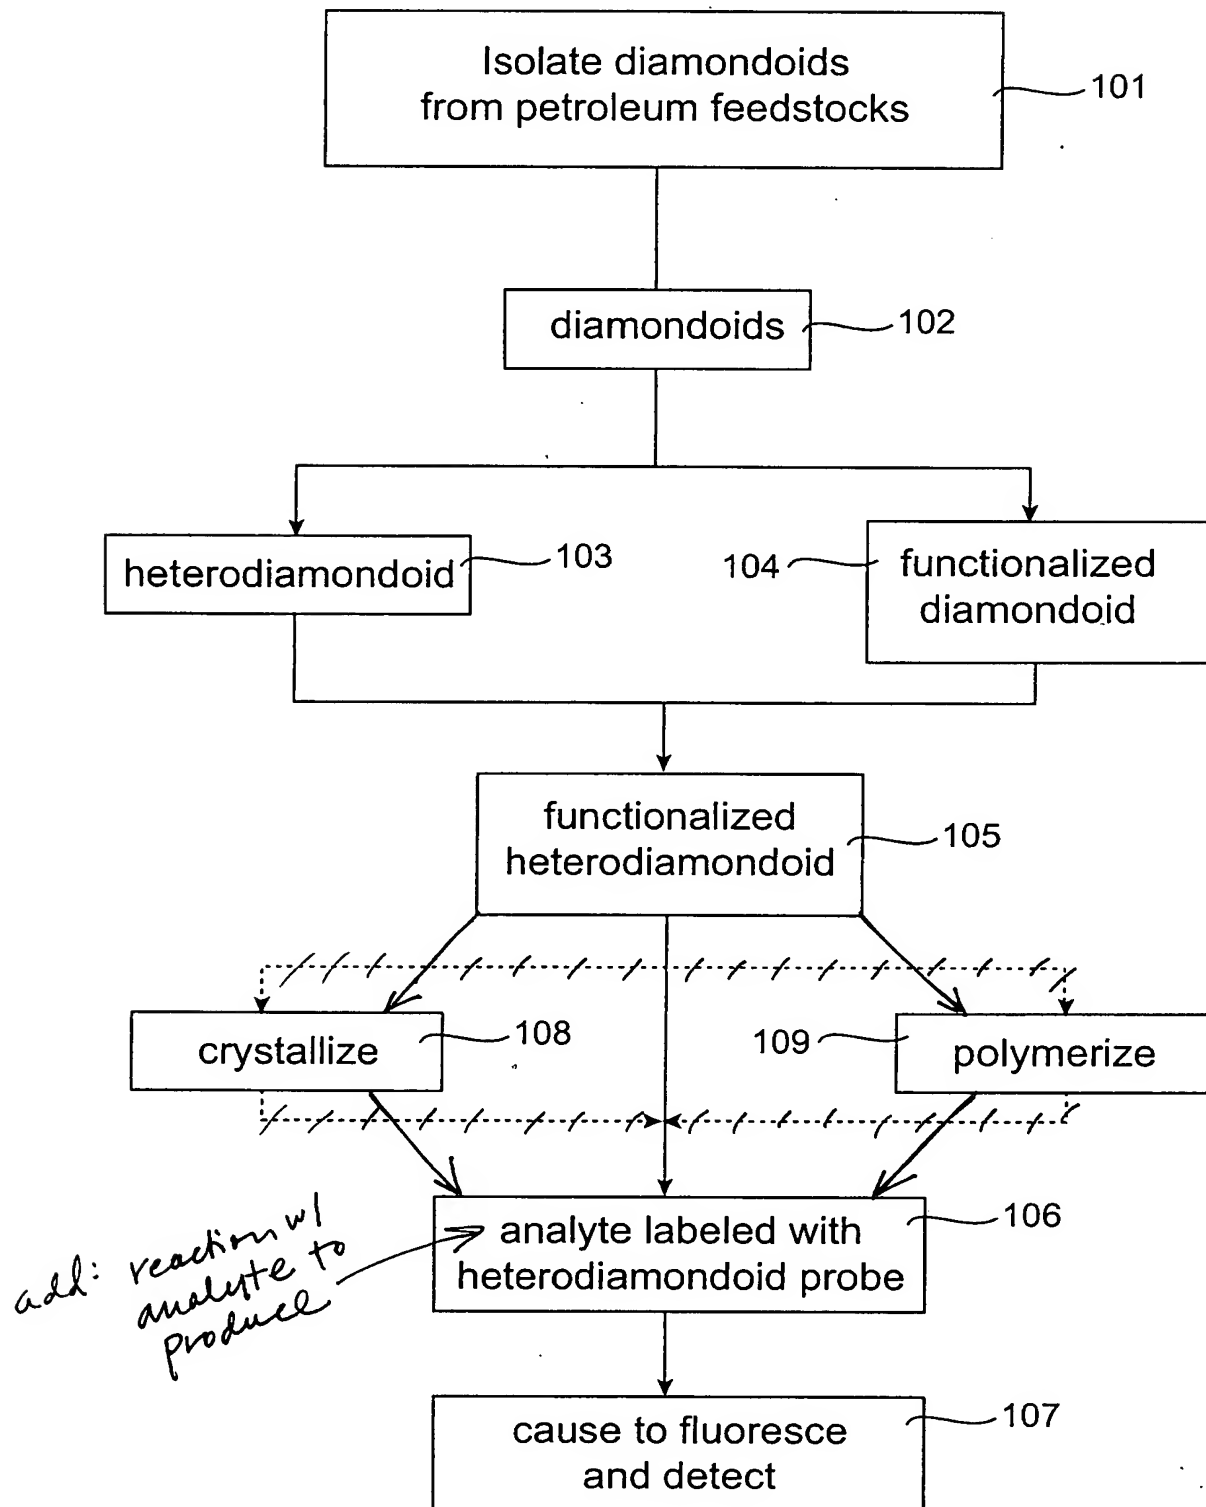 Isolate diamondoids
from petroleum feedstocks
101
diamondoids
102
heterodiamondoid
103
104
functionalized
diamondoid
functionalized
heterodiamondoid
105
crystallize
108
109
polymerize
add: reaction w/
analyte to
produce
analyte labeled with
heterodiamondoid probe
106
cause to fluoresce
and detect
107